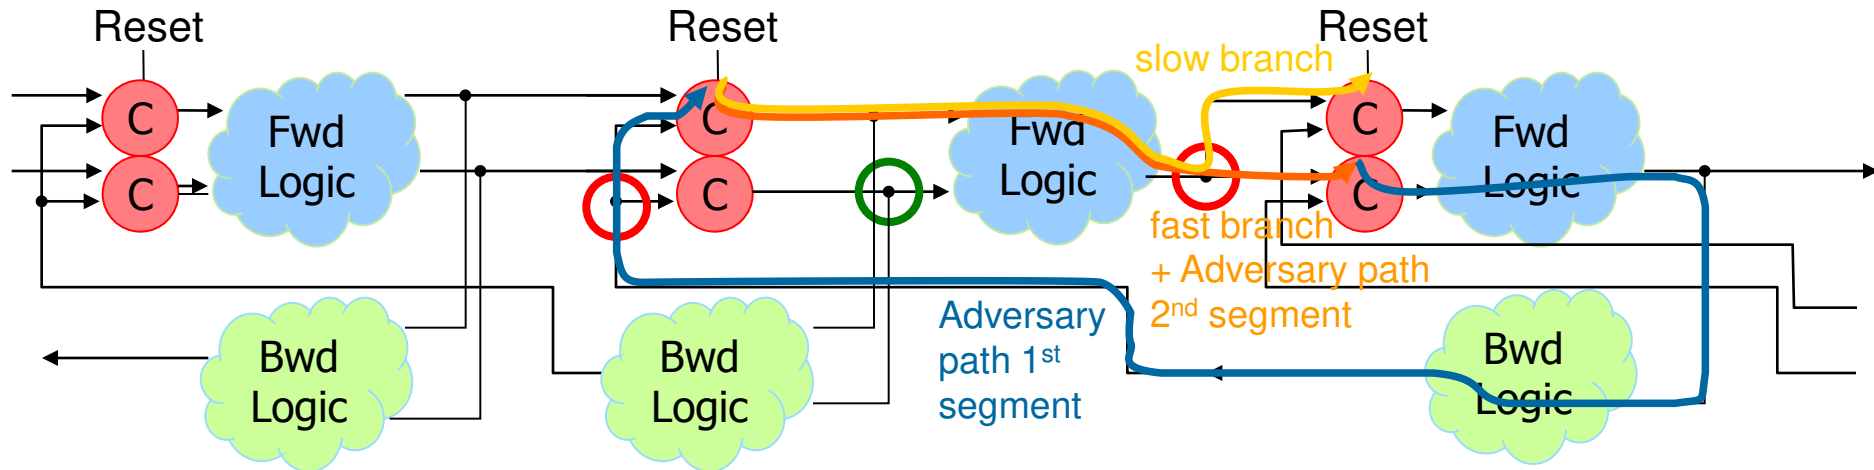 Reset
Reset
Reset
slow branch
C
Fwd
Logic
C
C
Fwd
Logic
C
C
Fwd
Logic
C
fast branch
+ Adversary path
2nd segment
Adversary
path 1st
segment
Bwd
Logic
Bwd
Logic
Bwd
Logic